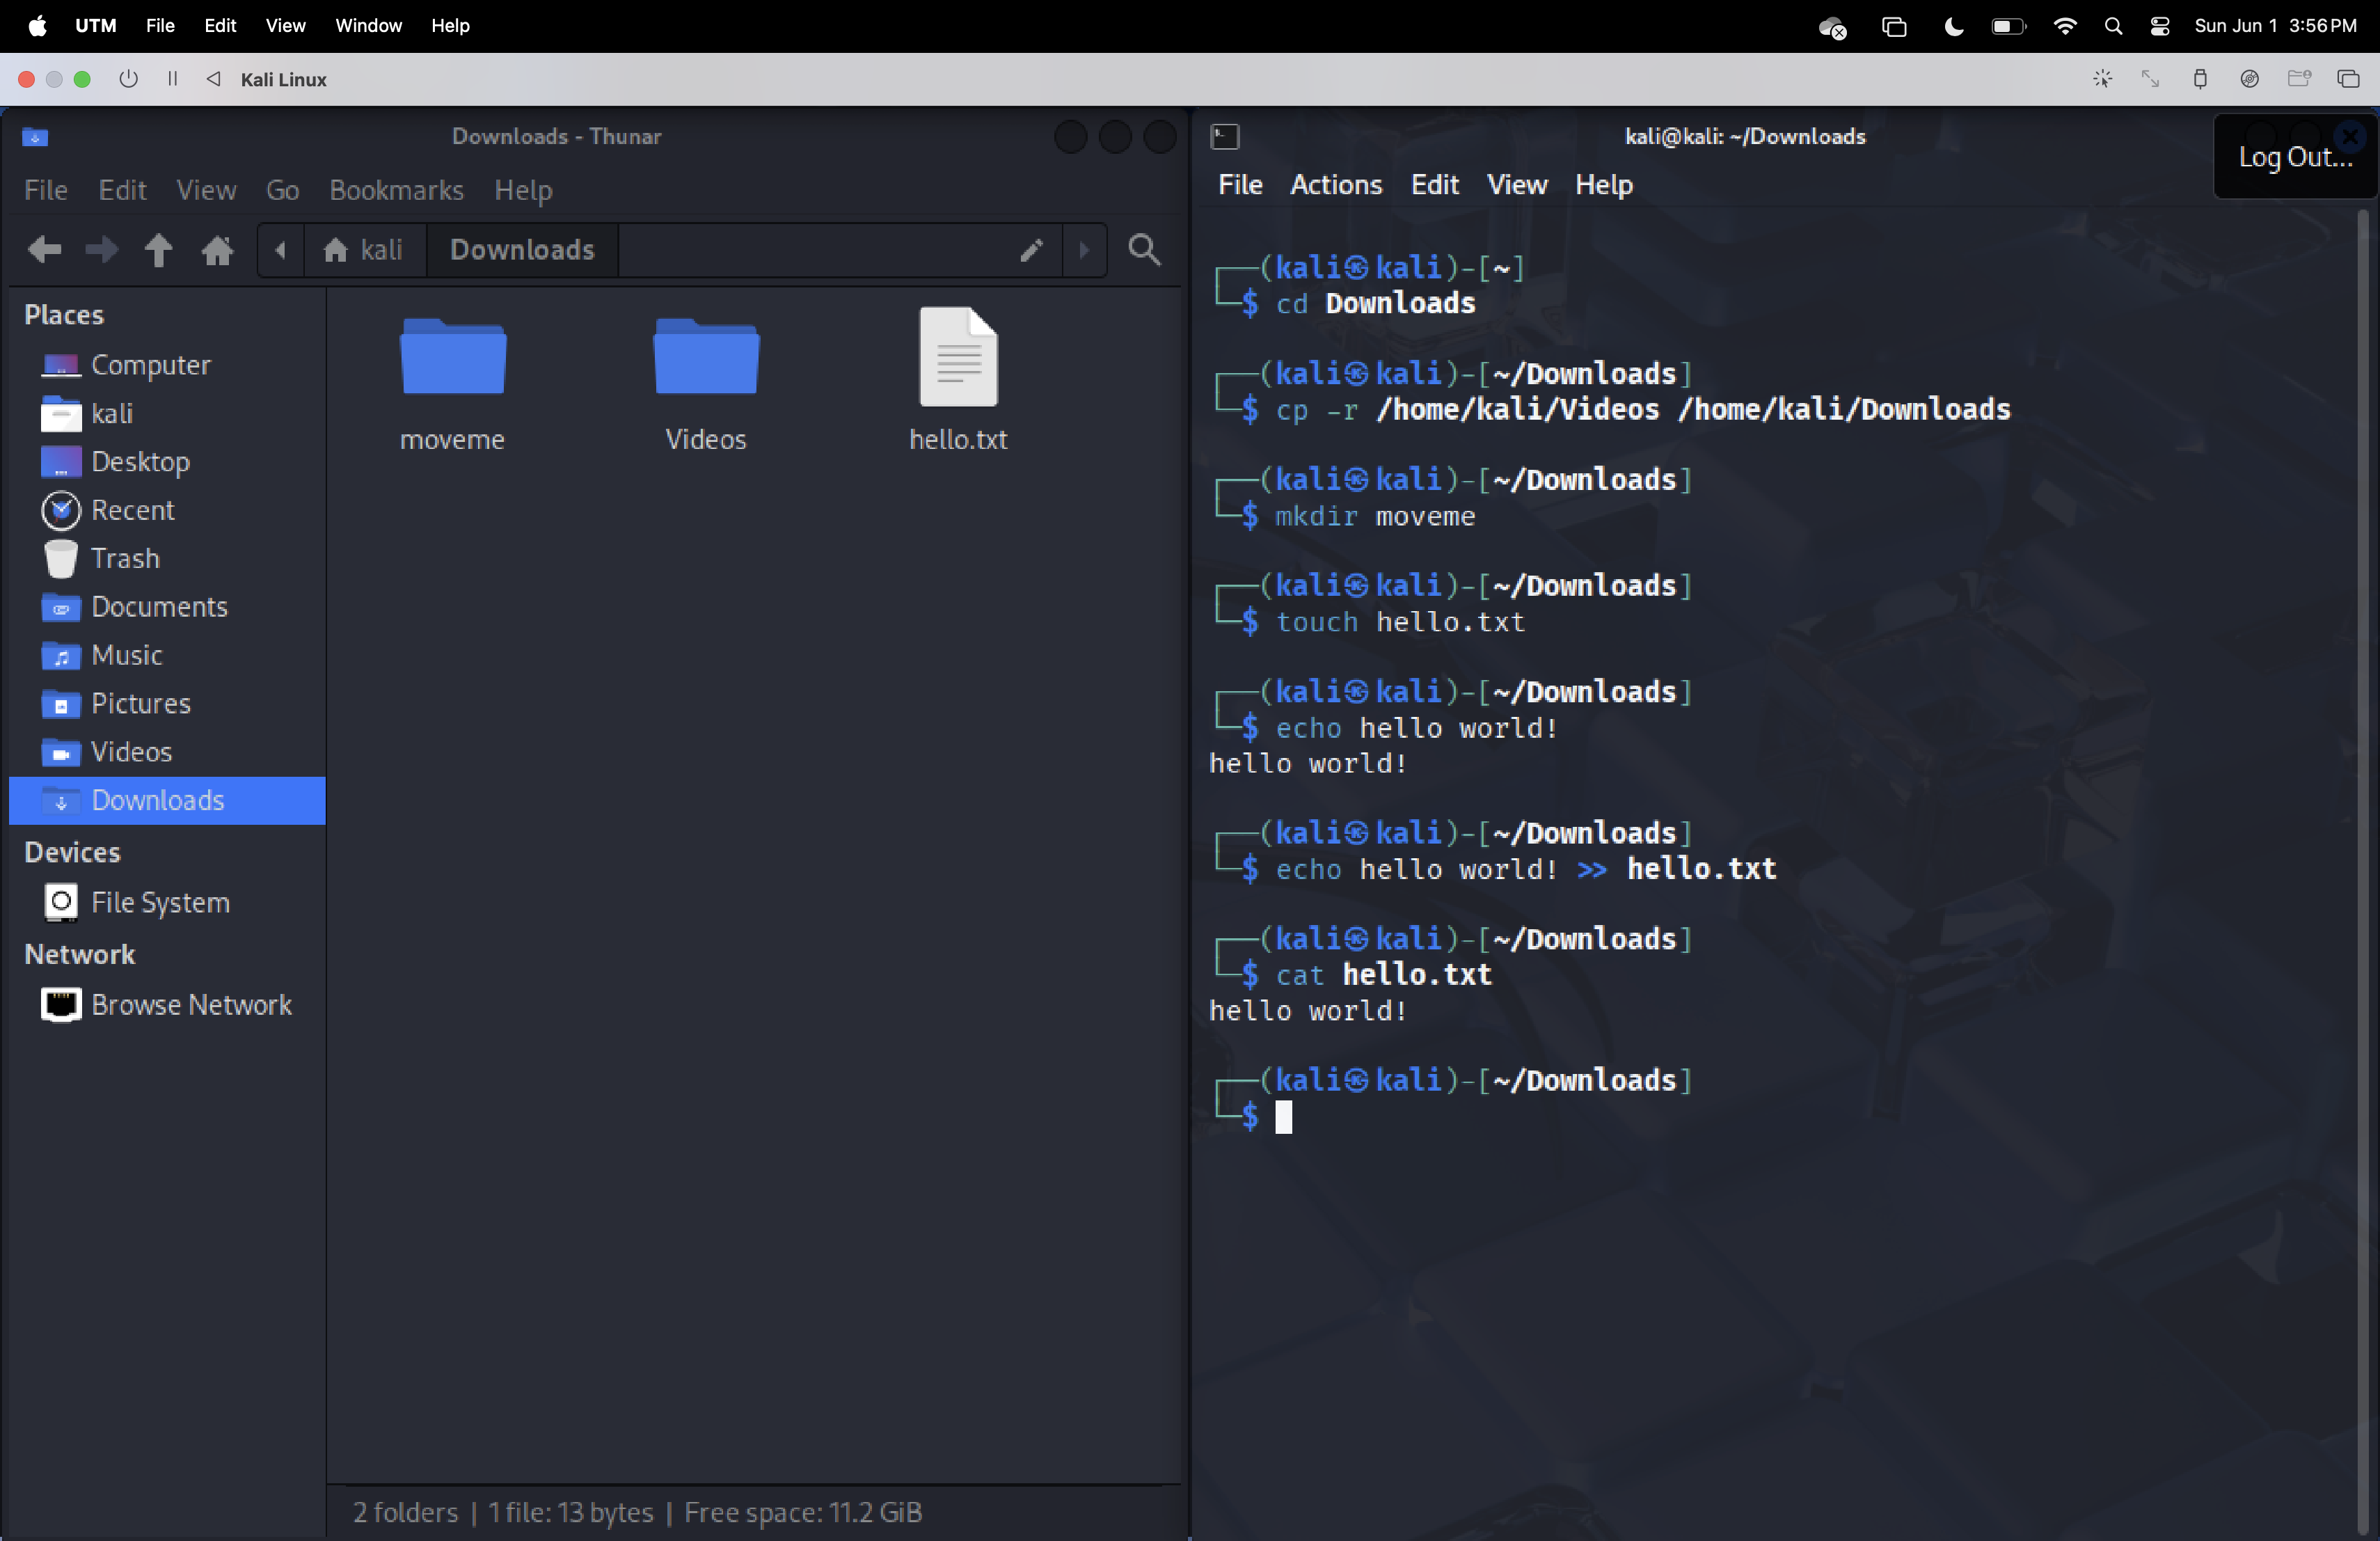 UTM File Edit View Window Help Sun Jun 1 3:56 PM
Kali Linux
Downloads - Thunar
File Edit View Go Bookmarks Help
kali Downloads
Places
Computer
kali
Desktop
Recent
Trash
Documents
Music
Pictures
Videos
Downloads
Devices
File System
Network
Browse Network
moveme Videos hello.txt
2 folders | 1 file: 13 bytes | Free space: 11.2 GiB
kali@kali: ~/Downloads
Log Out...
File Actions Edit View Help
┌──(kali㉿kali)-[~]
└─$ cd Downloads
┌──(kali㉿kali)-[~/Downloads]
└─$ cp -r /home/kali/Videos /home/kali/Downloads
┌──(kali㉿kali)-[~/Downloads]
└─$ mkdir moveme
┌──(kali㉿kali)-[~/Downloads]
└─$ touch hello.txt
┌──(kali㉿kali)-[~/Downloads]
└─$ echo hello world!
hello world!
┌──(kali㉿kali)-[~/Downloads]
└─$ echo hello world! >> hello.txt
┌──(kali㉿kali)-[~/Downloads]
└─$ cat hello.txt
hello world!
┌──(kali㉿kali)-[~/Downloads]
└─$